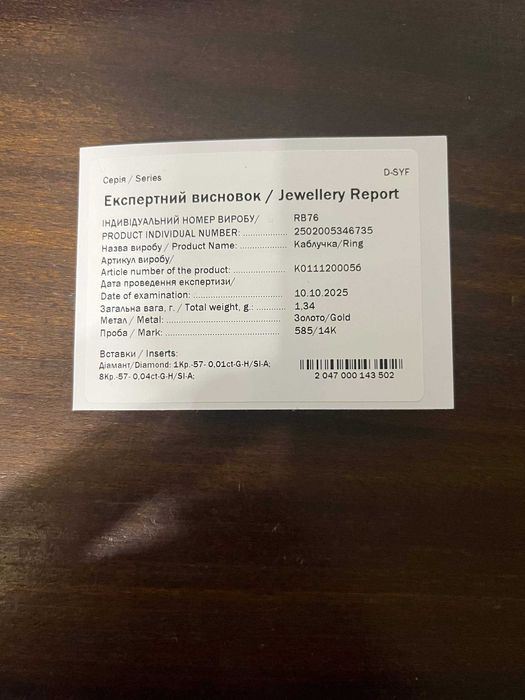 Серія / Series
D-SYF
Експертний висновок / Jewellery Report
ІНДИВІДУАЛЬНИЙ НОМЕР ВИРОБУ/ RB76
PRODUCT INDIVIDUAL NUMBER: 2502005346735
Назва виробу / Product Name: Каблучка/Ring
Артикул виробу/
Article number of the product: K0111200056
Дата проведення експертизи/
Date of examination: 10.10.2025
Загальна вага, г. / Total weight, g.: 1,34
Метал / Metal: Золото/Gold
Проба / Mark: 585/14K
Вставки / Inserts:
Діамант/Diamond: 1Кр.-57- 0,01ct-G-H/SI-A;
8Кр.-57- 0,04ct-G-H/SI-A;
2 047 000 143 502